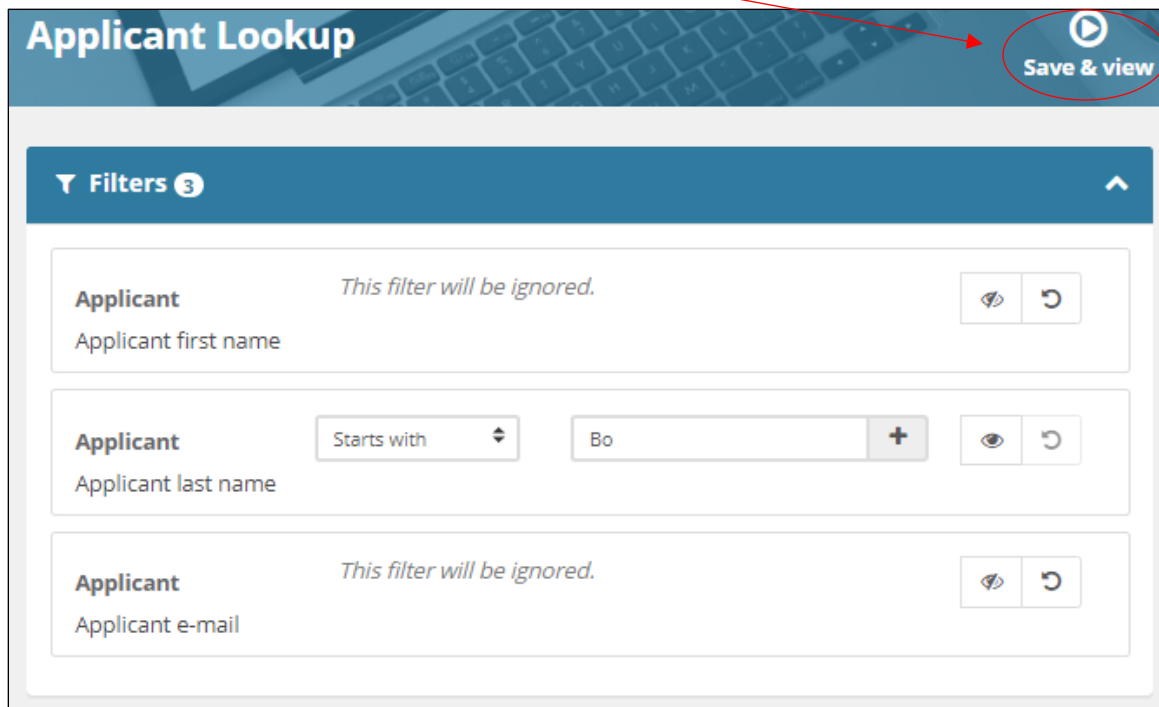 Applicant Lookup
Save & view
Filters 3
This filter will be ignored.
Applicant
Applicant first name
Applicant Starts with Bo +
Applicant last name
This filter will be ignored.
Applicant
Applicant e-mail